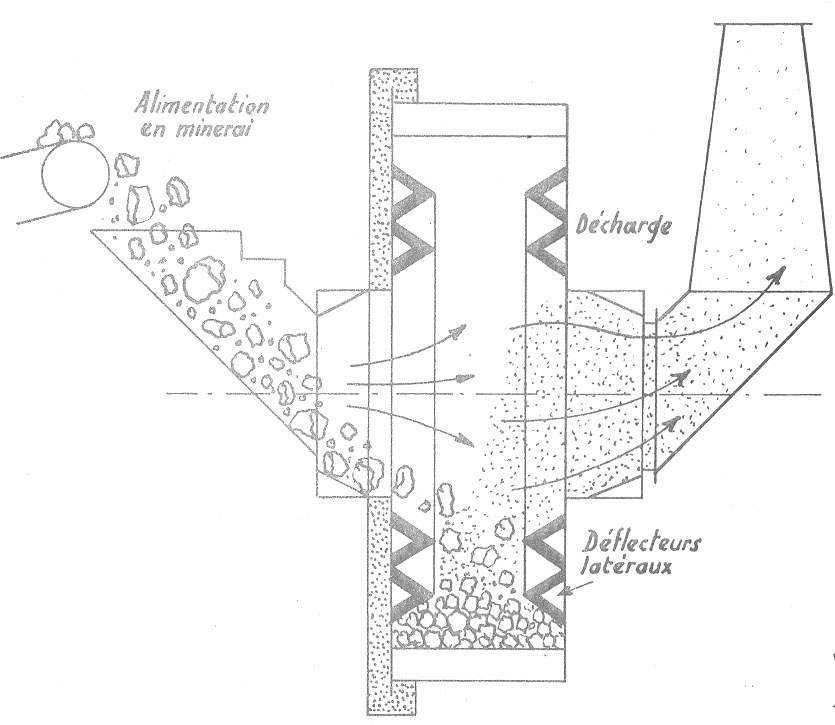 Alimentation
en minerai
Décharge
Déflecteurs
latéraux